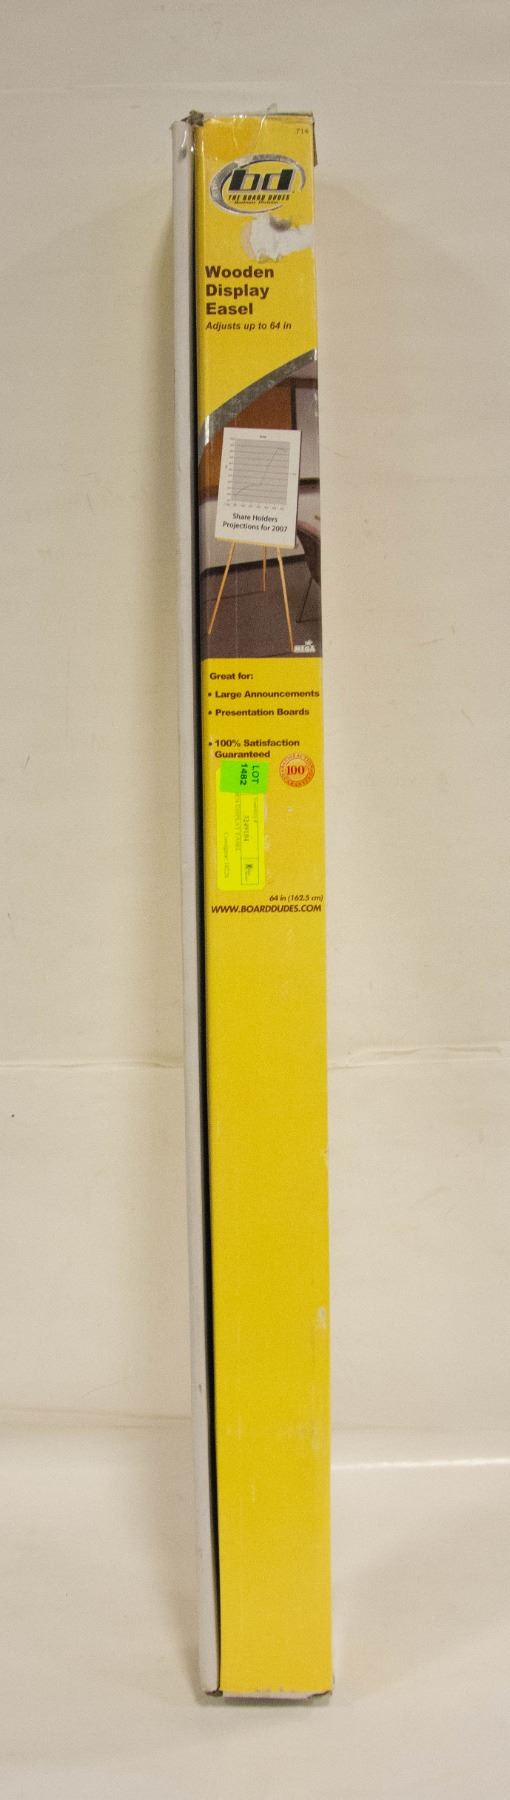 714
bd
THE BOARD DUDES
Wooden
Display
Easel
Adjusts up to 64 in
Share Holders
Projections for 2007
MEGA
Great for:
• Large Announcements
• Presentation Boards
• 100% Satisfaction
Guaranteed
100%
LOT
1482
64 in (162.5 cm)
WWW.BOARDDUDES.COM